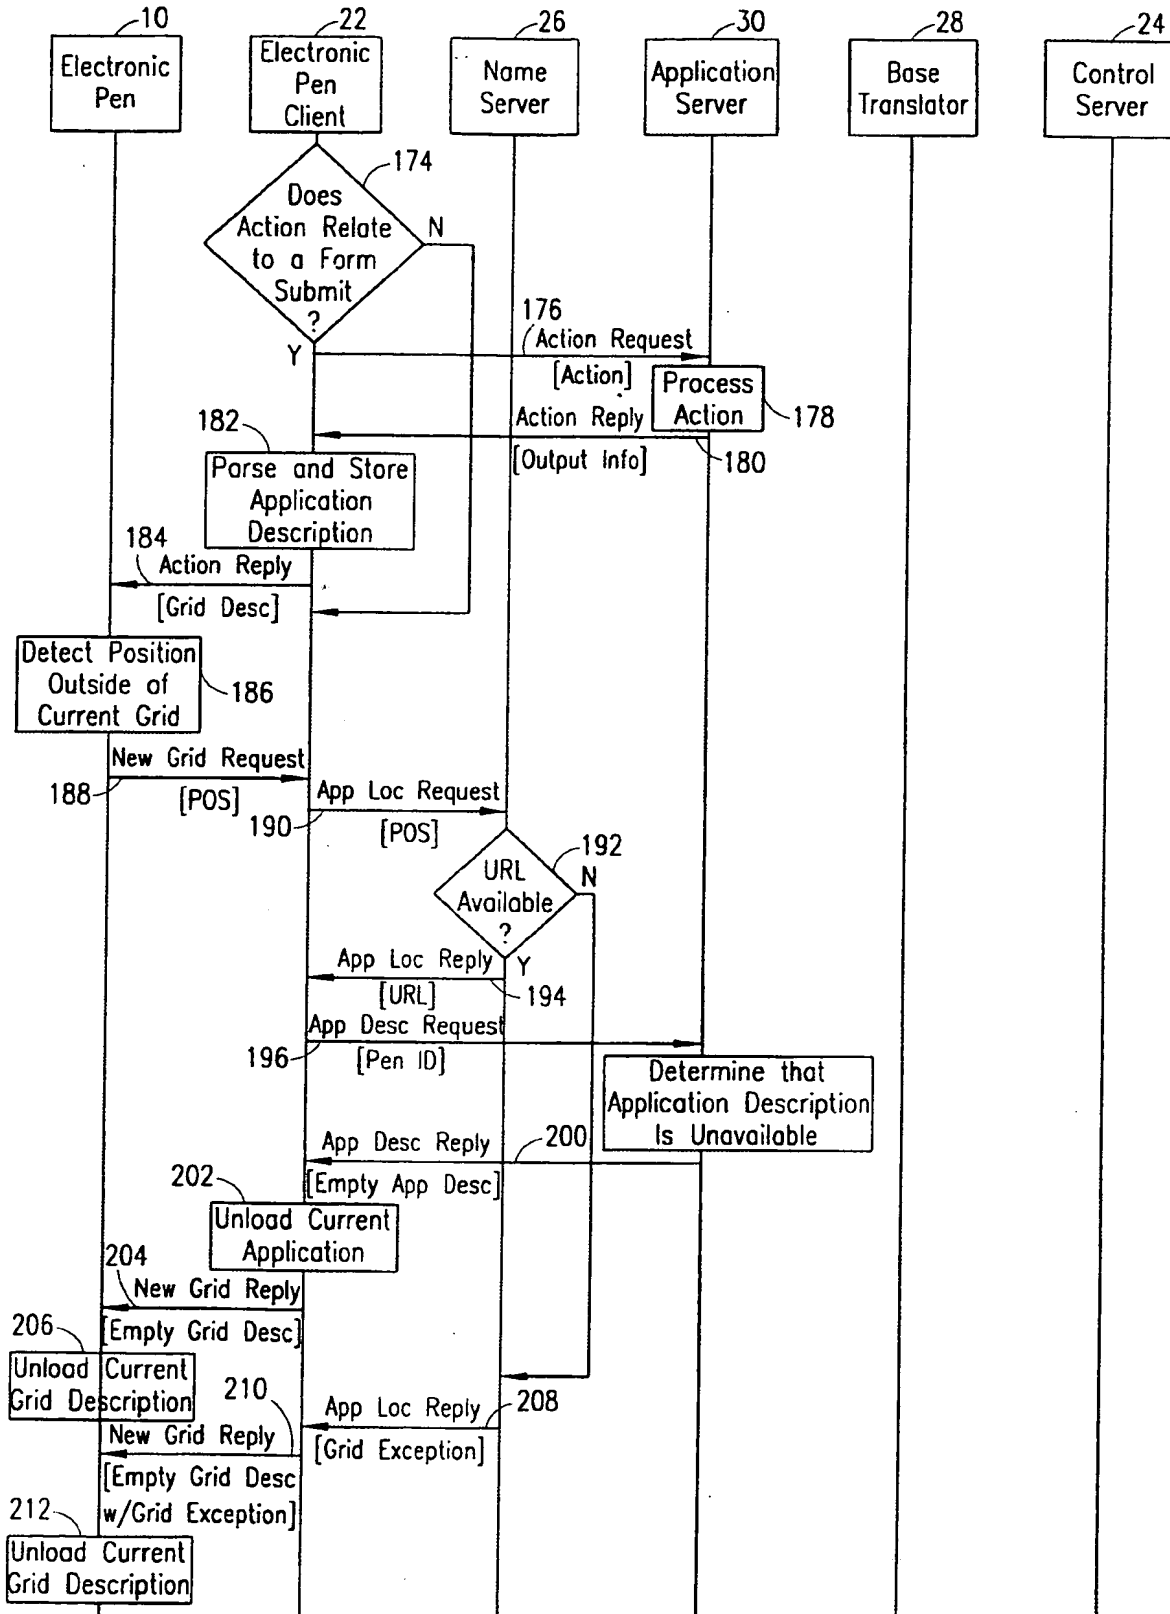 10
22
26
30
28
24
Electronic
Pen
Electronic
Pen
Client
Name
Server
Application
Server
Base
Translator
Control
Server
174
Does
Action Relate
to a Form
Submit
?
N
Y
176
Action Request
[Action]
Process
Action
178
Action Reply
[Output Info]
180
182
Parse and Store
Application
Description
184
Action Reply
[Grid Desc]
Detect Position
Outside of
Current Grid
186
New Grid Request
188
[POS]
App Loc Request
190
[POS]
192
URL
Available
?
N
Y
App Loc Reply
[URL]
194
App Desc Request
196
[Pen ID]
Determine that
Application Description
Is Unavailable
App Desc Reply
200
[Empty App Desc]
202
Unload Current
Application
204
New Grid Reply
[Empty Grid Desc]
206
Unload Current
Grid Description
App Loc Reply
208
[Grid Exception]
210
New Grid Reply
[Empty Grid Desc
w/Grid Exception]
212
Unload Current
Grid Description